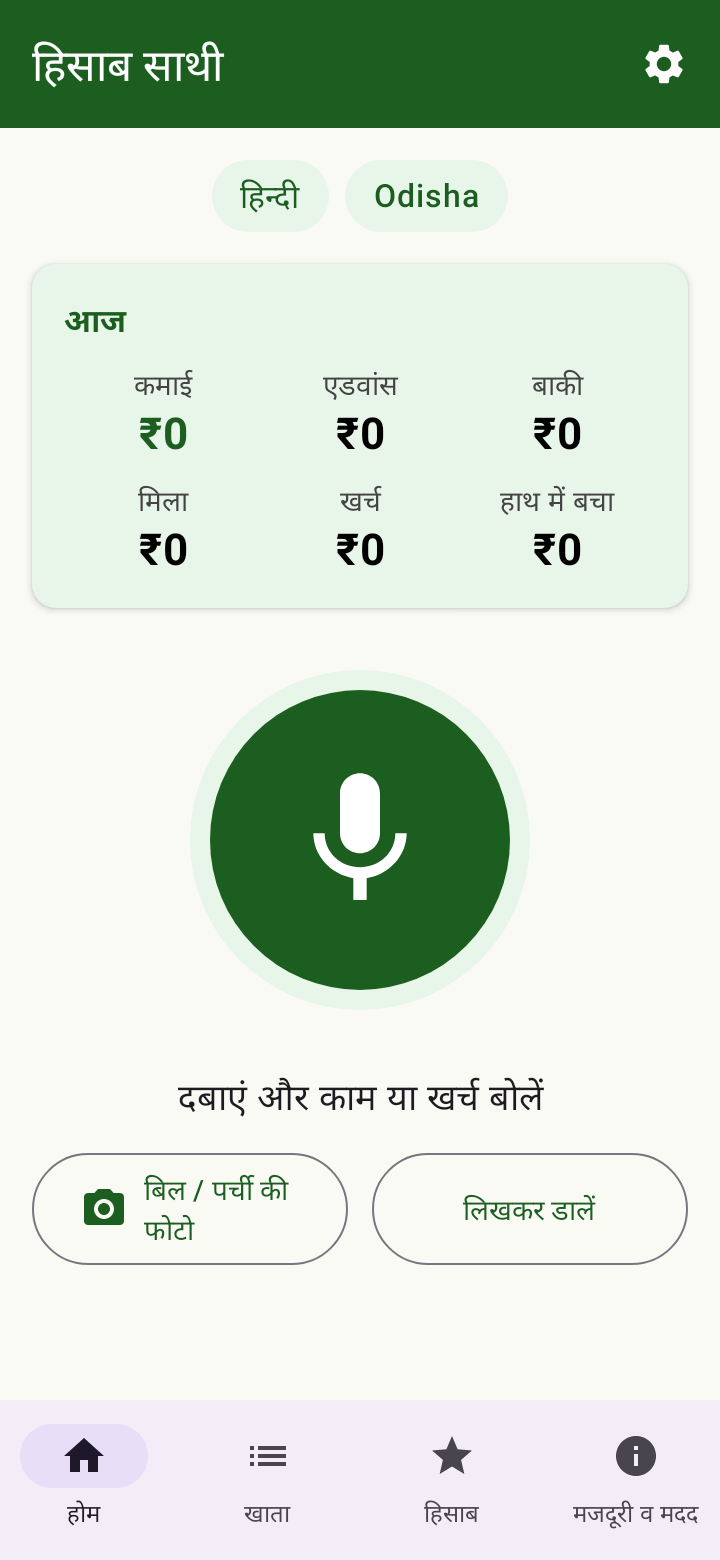 हिसाब साथी
हिन्दी Odisha
आज
कमाई एडवांस बाकी
₹0 ₹0 ₹0
मिला खर्च हाथ में बचा
₹0 ₹0 ₹0
दबाएं और काम या खर्च बोलें
बिल / पर्ची की
फोटो
लिखकर डालें
होम खाता हिसाब मजदूरी व मदद